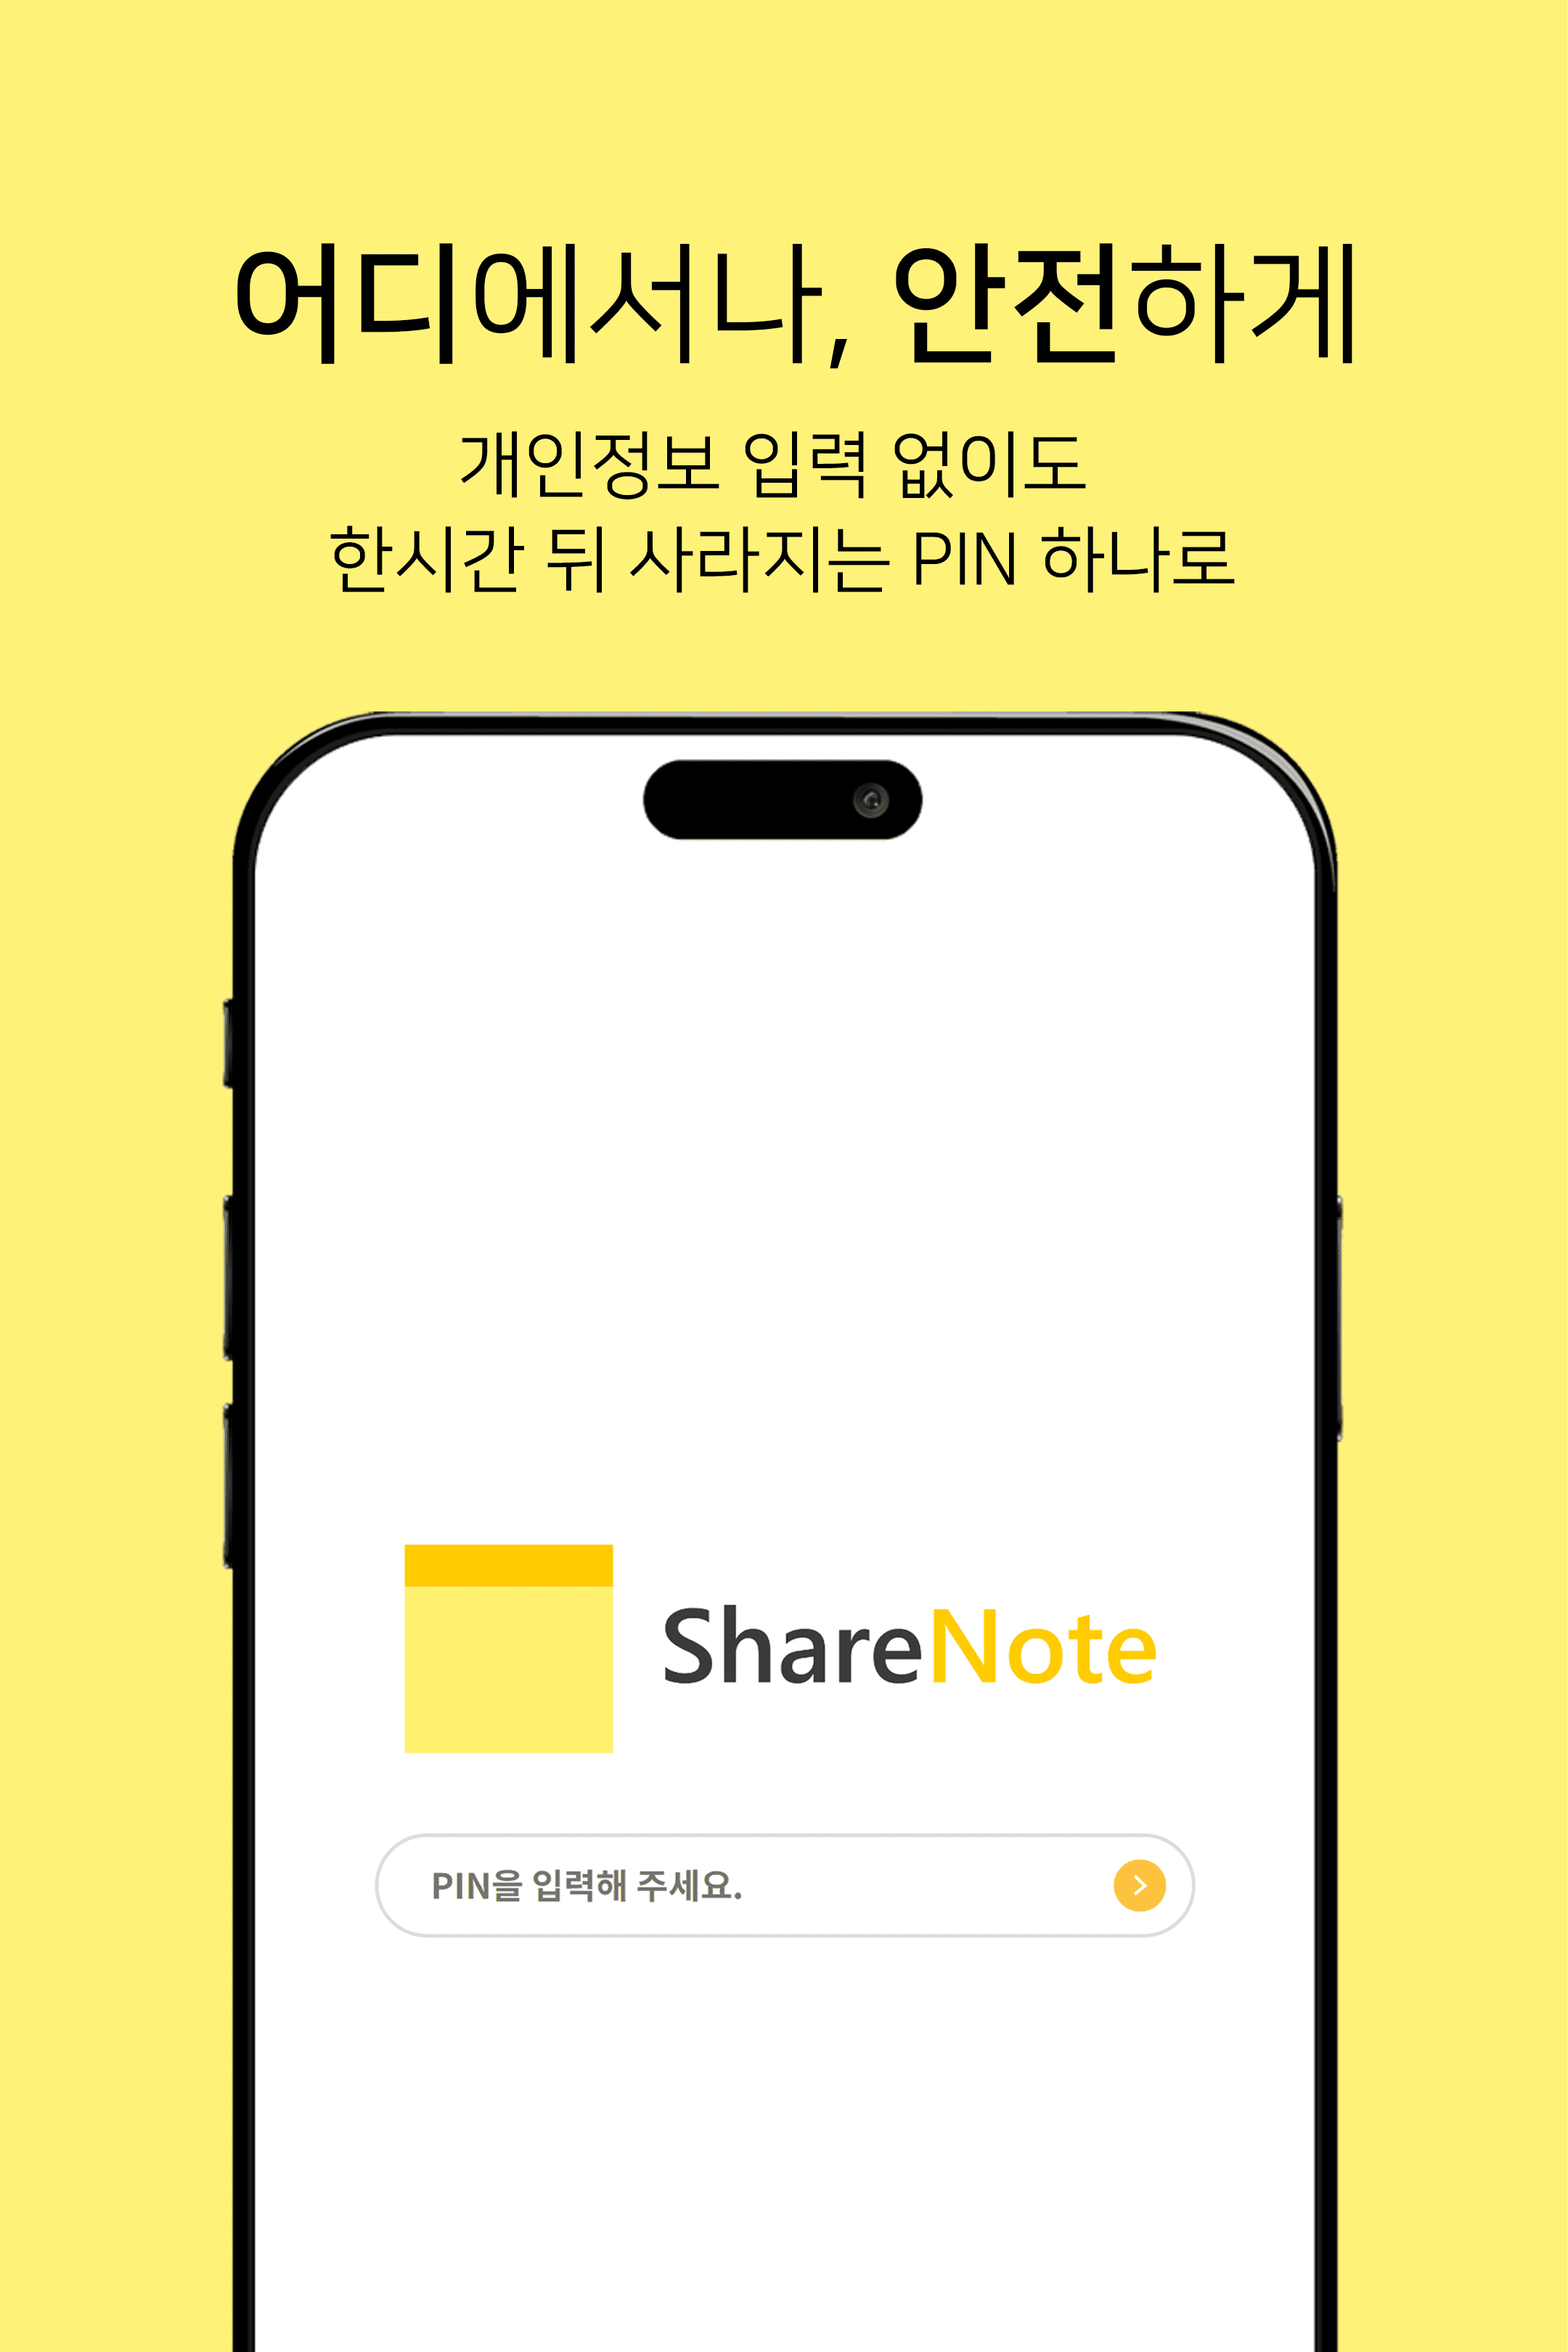 어디에서나, 안전하게
개인정보 입력 없이도
한시간 뒤 사라지는 PIN 하나로
ShareNote
PIN을 입력해 주세요.